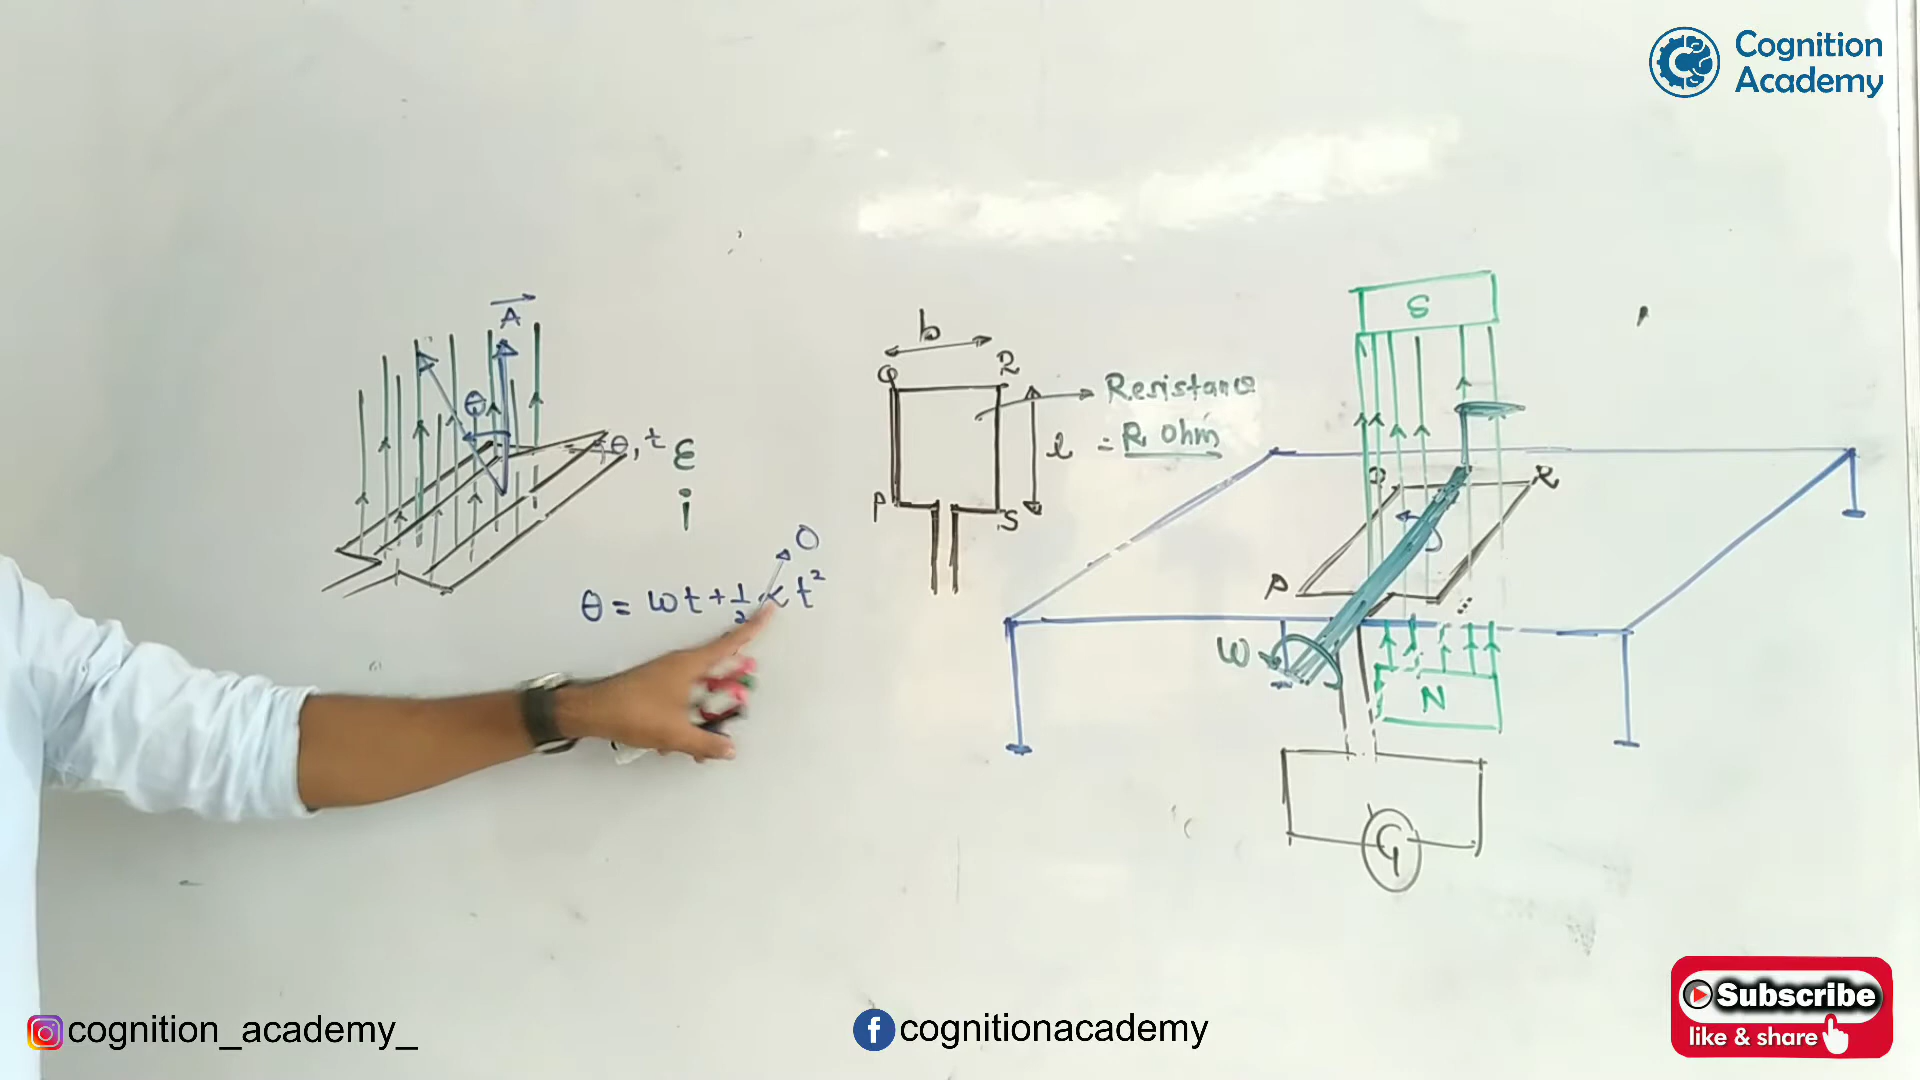 Cognition
Academy
A
θ
θ, t
ε
i
θ = ωt + 1/2 αt²
0
b
Q
R
P
S
l
Resistance
= R Ohm
S
R
P
ω
N
G
cognition_academy_
cognitionacademy
Subscribe
like & share